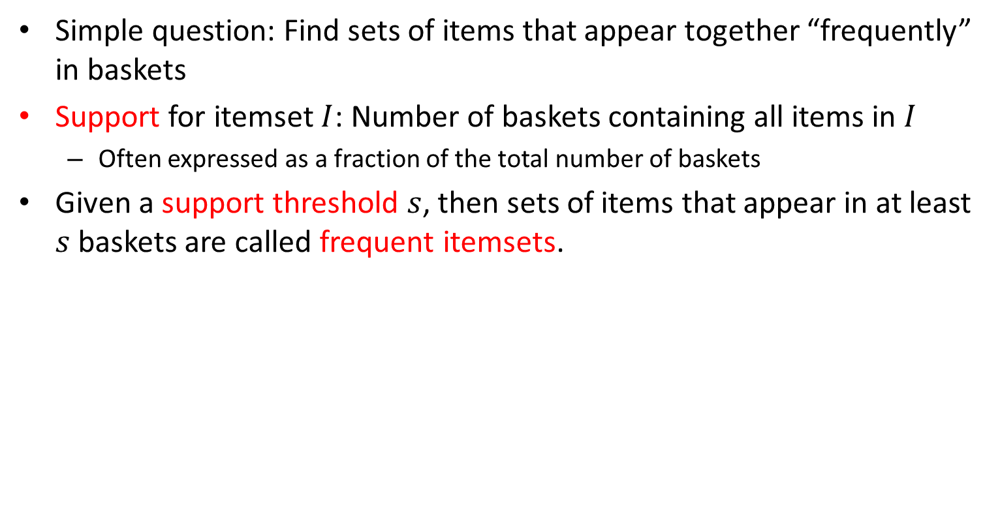 • Simple question: Find sets of items that appear together “frequently”
in baskets
• Support for itemset I: Number of baskets containing all items in I
– Often expressed as a fraction of the total number of baskets
• Given a support threshold s, then sets of items that appear in at least
s baskets are called frequent itemsets.